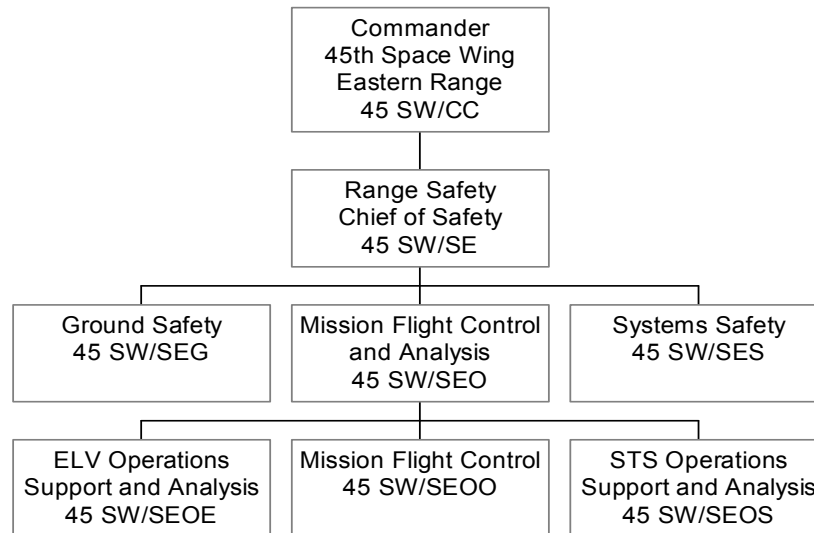 Commander
45th Space Wing
Eastern Range
45 SW/CC
Range Safety
Chief of Safety
45 SW/SE
Ground Safety
45 SW/SEG
Mission Flight Control
and Analysis
45 SW/SEO
Systems Safety
45 SW/SES
ELV Operations
Support and Analysis
45 SW/SEOE
Mission Flight Control
45 SW/SEOO
STS Operations
Support and Analysis
45 SW/SEOS